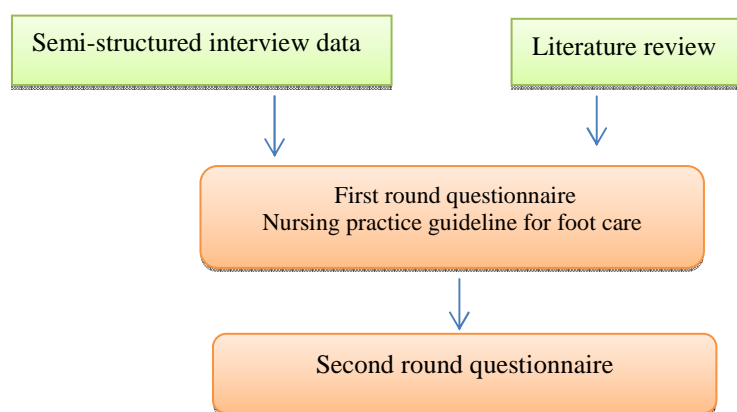 Semi-structured interview data
Literature review
First round questionnaire
Nursing practice guideline for foot care
Second round questionnaire